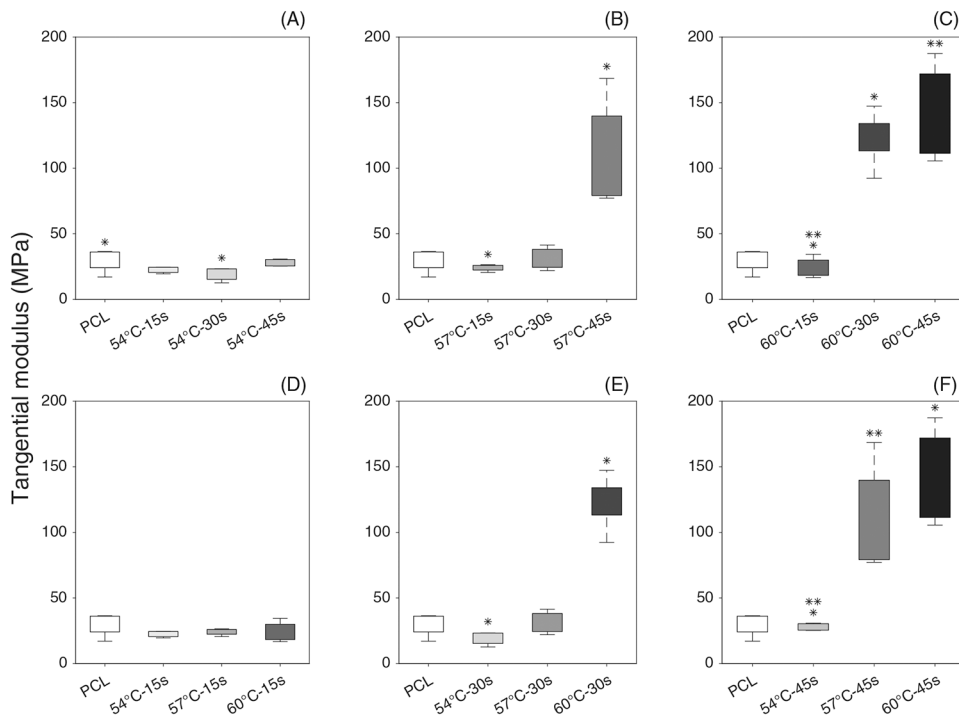 (A)
(B)
(C)
200
150
100
50
0
*
*
PCL
54°C-15s
54°C-30s
54°C-45s
200
150
100
50
0
*
*
PCL
57°C-15s
57°C-30s
57°C-45s
200
150
100
50
0
**
*
*
**
PCL
60°C-15s
60°C-30s
60°C-45s
Tangential modulus (MPa)
(D)
(E)
(F)
200
150
100
50
0
PCL
54°C-15s
57°C-15s
60°C-15s
200
150
100
50
0
*
*
PCL
54°C-30s
57°C-30s
60°C-30s
200
150
100
50
0
**
*
**
*
PCL
54°C-45s
57°C-45s
60°C-45s